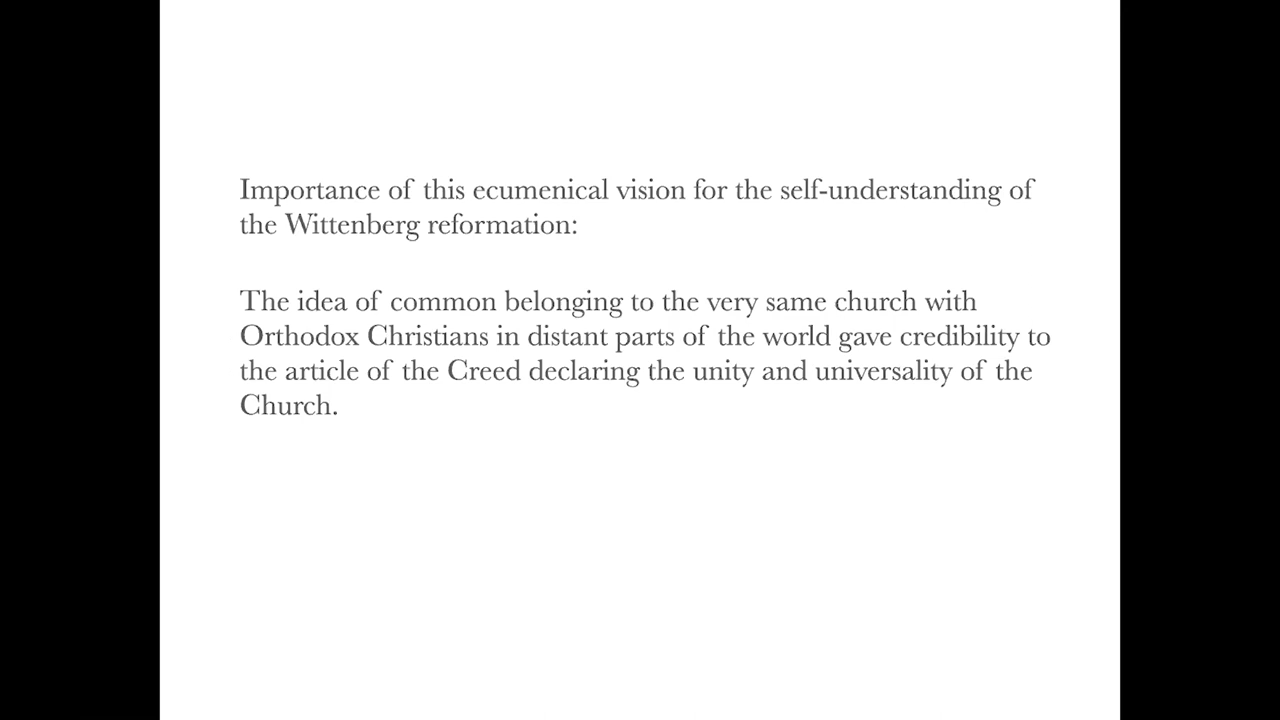 Importance of this ecumenical vision for the self-understanding of
the Wittenberg reformation:
The idea of common belonging to the very same church with
Orthodox Christians in distant parts of the world gave credibility to
the article of the Creed declaring the unity and universality of the
Church.